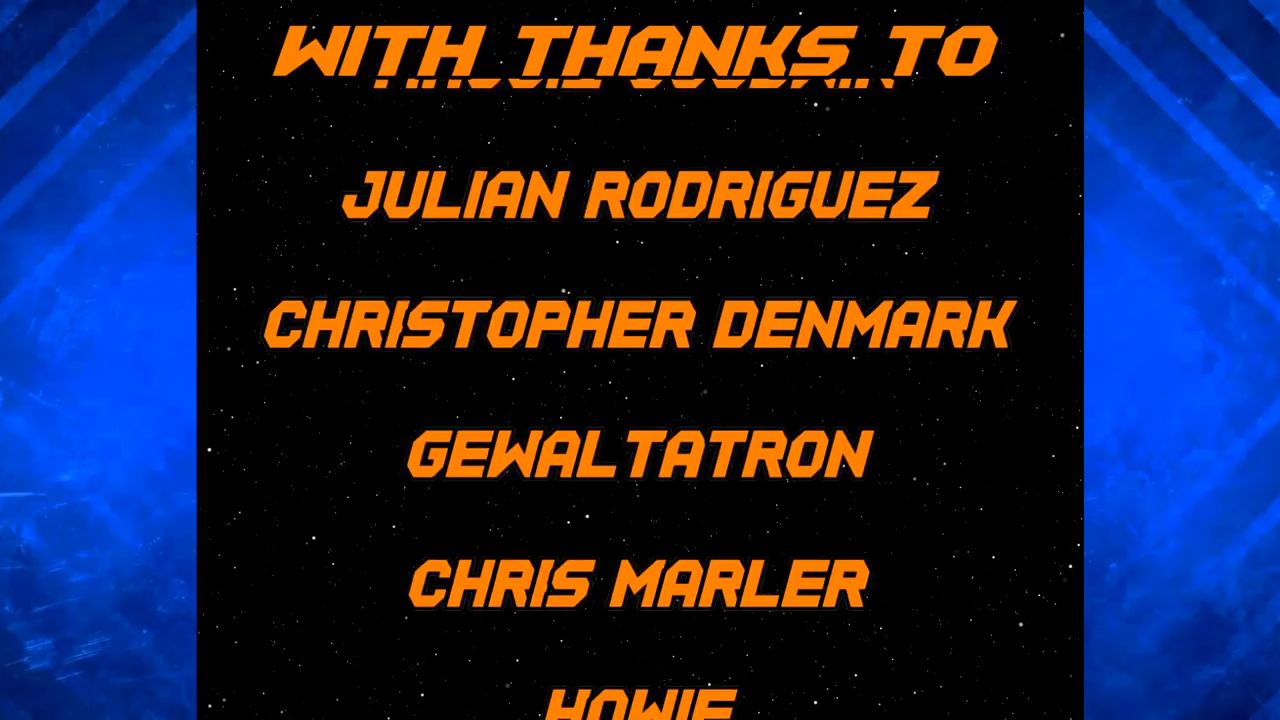 WITH THANKS TO
JULIAN RODRIGUEZ
CHRISTOPHER DENMARK
GEWALTATRON
CHRIS MARLER
HOWIE